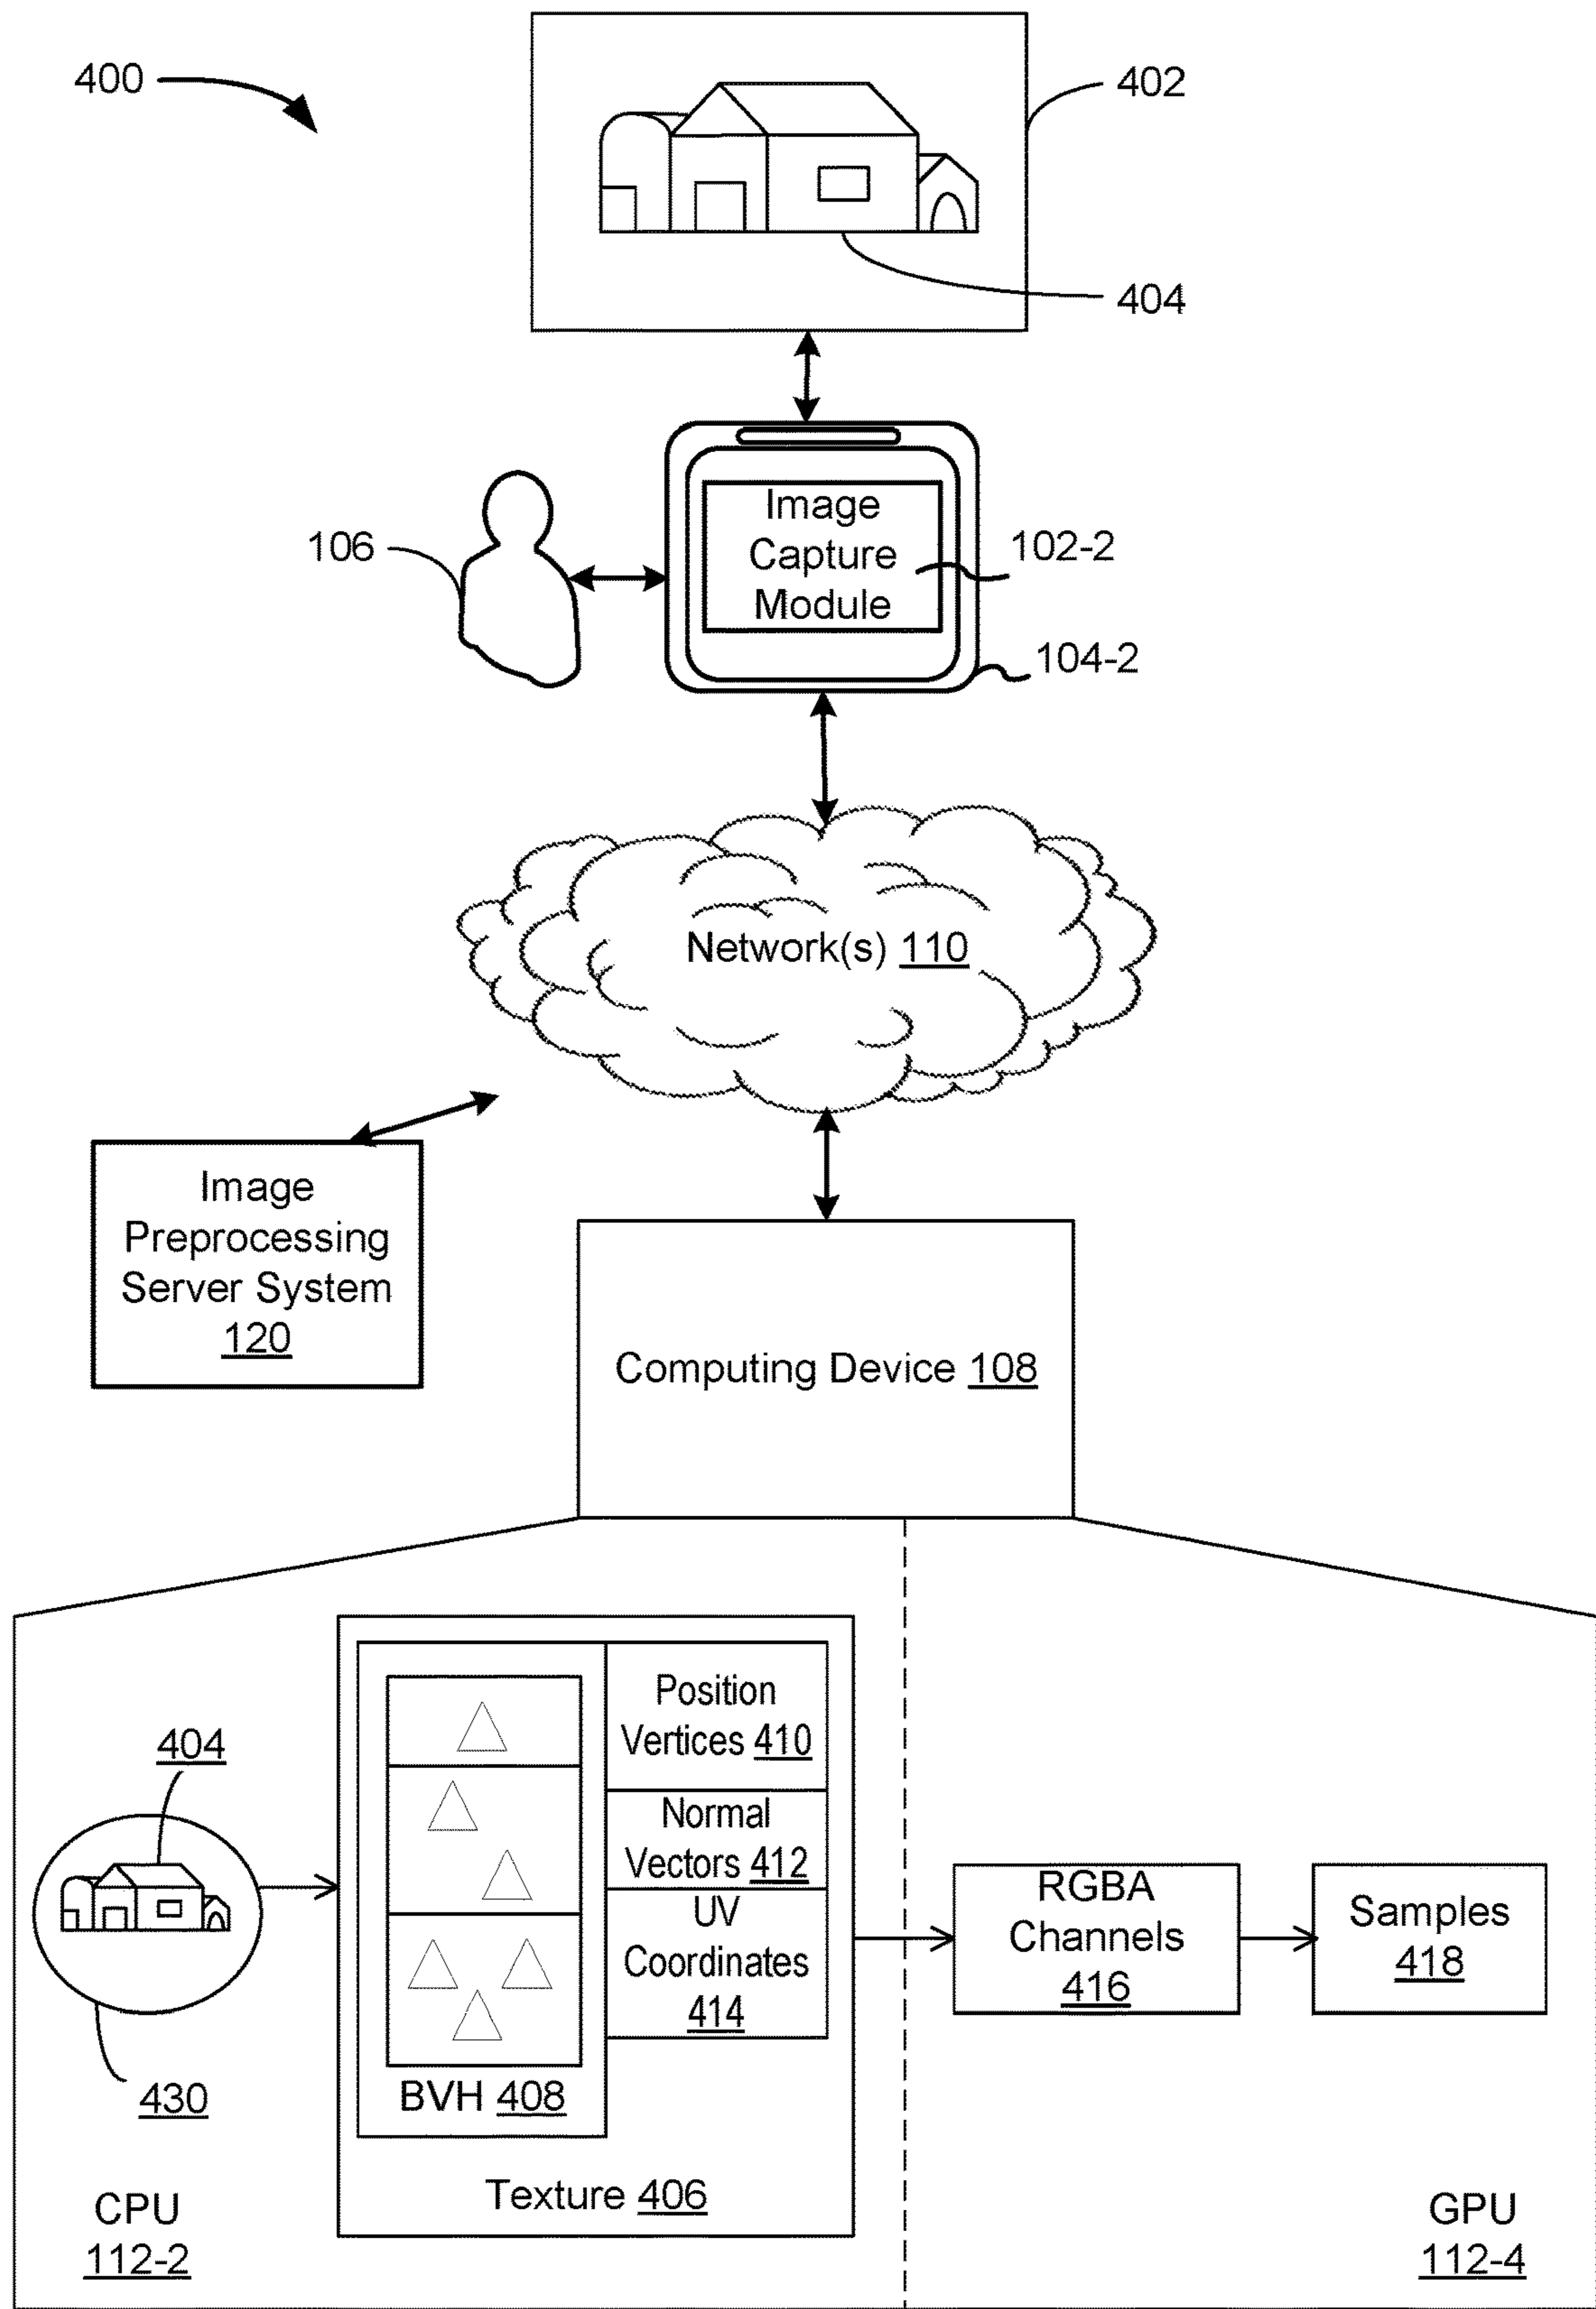 400
402
404
Image
Capture
Module
106
102-2
104-2
Network(s) 110
Image
Preprocessing
Server System
120
Computing Device 108
404
430
Position
Vertices 410
Normal
Vectors 412
UV
Coordinates
414
BVH 408
Texture 406
RGBA
Channels
416
Samples
418
CPU
112-2
GPU
112-4